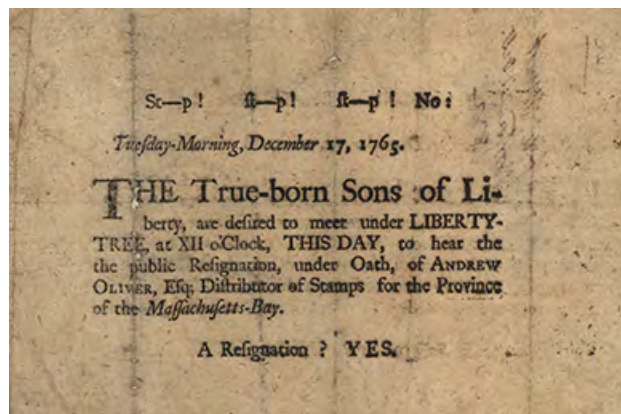 St—p! ſt—p! ſt—p! No:
Tueſday-Morning, December 17, 1765.
THE True-born Sons of Li-
berty, are deſired to meet under LIBERTY-
TREE, at XII o'Clock, THIS DAY, to hear the
the public Reſignation, under Oath, of ANDREW
OLIVER, Eſq; Diſtributor of Stamps for the Province
of the Maſſachuſetts-Bay.
A Reſignation? YES.